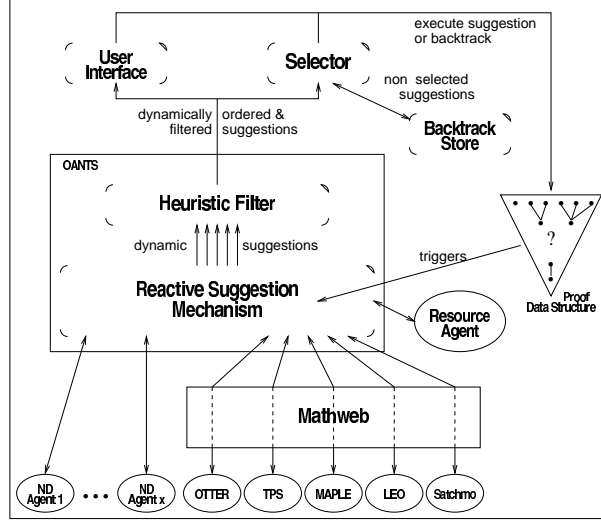 execute suggestion
or backtrack
User
Interface
Selector
non selected
suggestions
dynamically ordered &
filtered suggestions
Backtrack
Store
OANTS
Heuristic Filter
dynamic suggestions
?
triggers
Reactive Suggestion
Mechanism
Proof
Data Structure
Resource
Agent
Mathweb
ND
Agent 1
...
ND
Agent x
OTTER
TPS
MAPLE
LEO
Satchmo